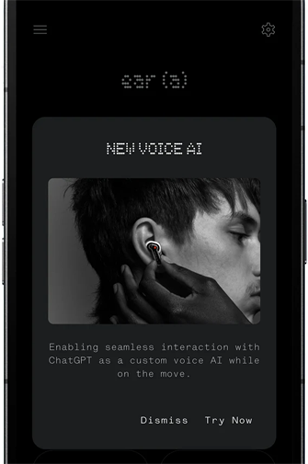 ear (a)
NEW VOICE AI
Enabling seamless interaction with
ChatGPT as a custom voice AI while
on the move.
Dismiss Try Now